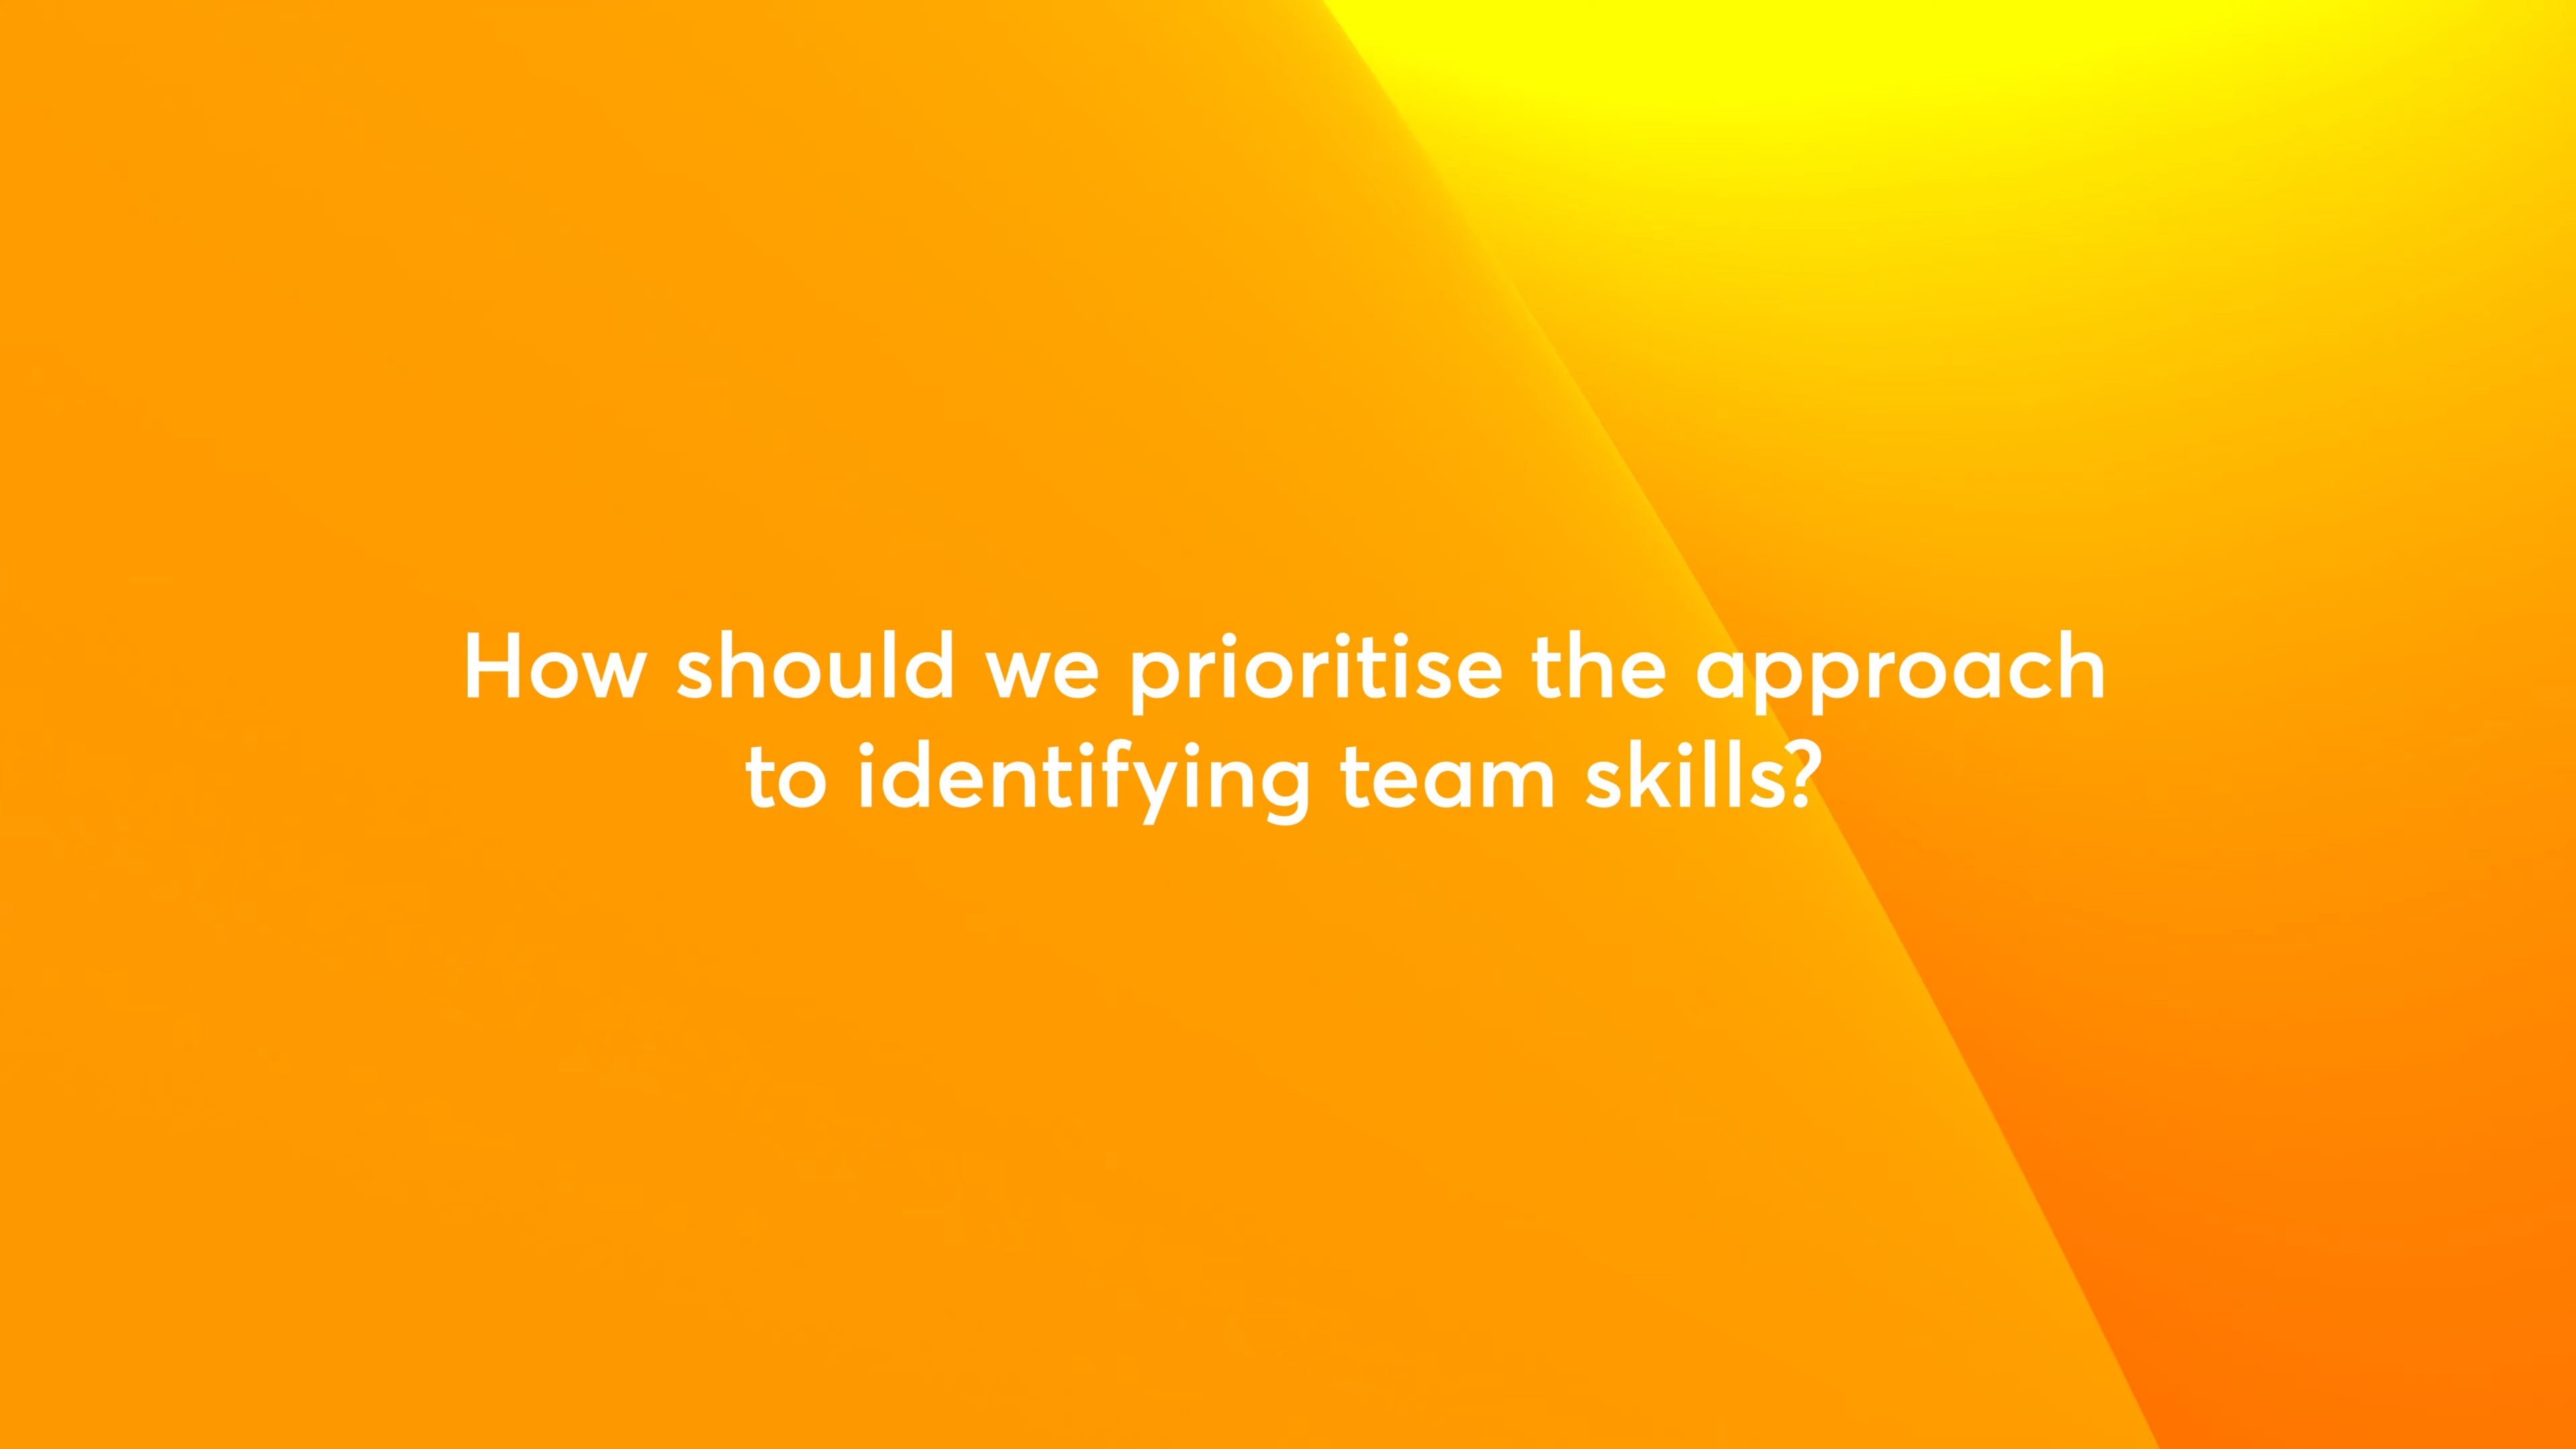 How should we prioritise the approach
to identifying team skills?